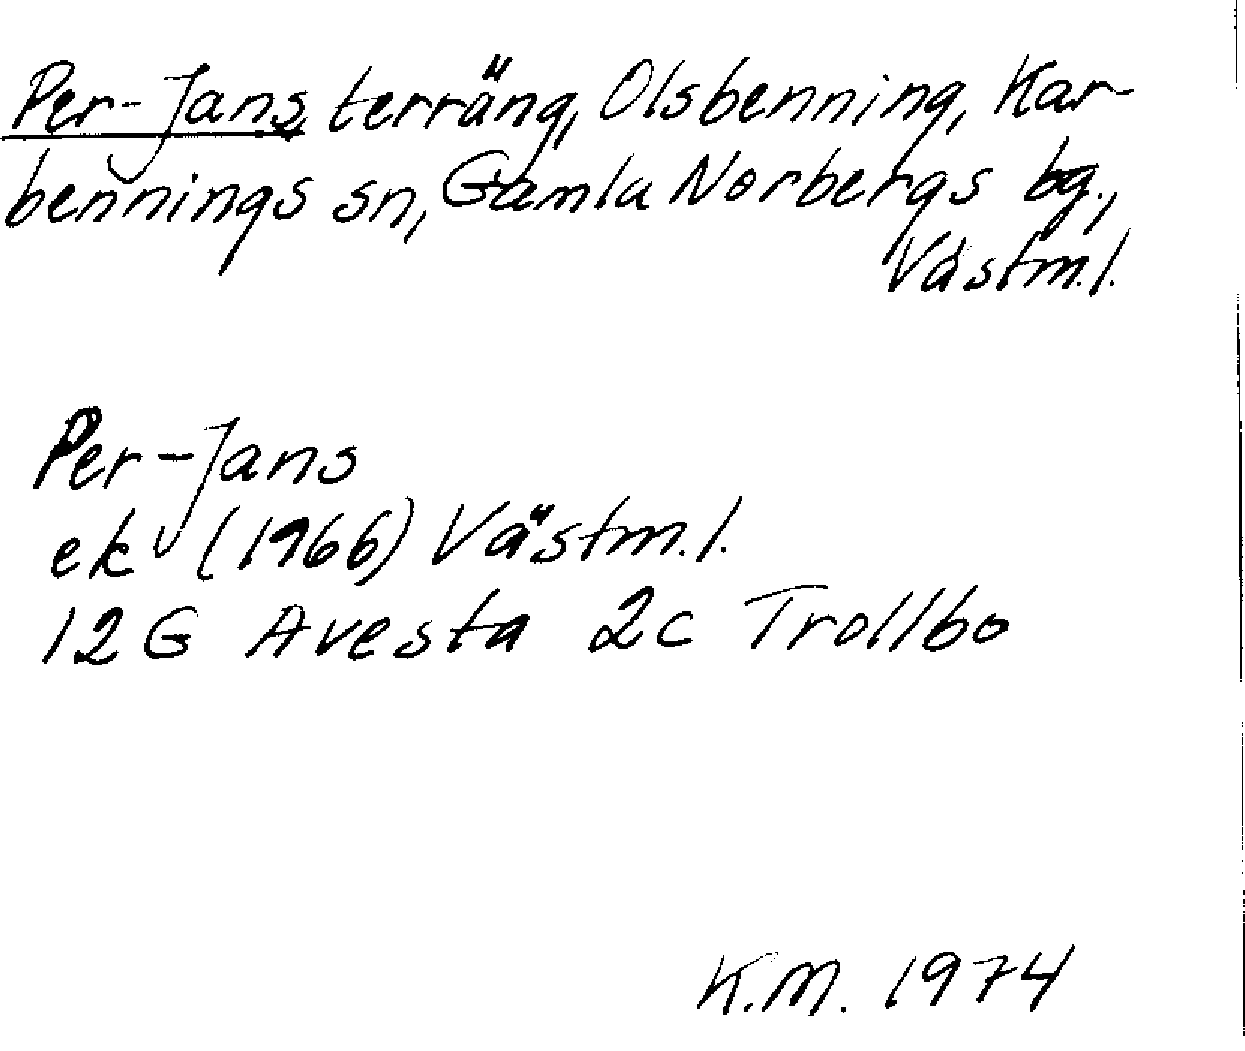 Per-Jans, terräng, Olsbenning, Kar-
bennings sn, Gamla Norbergs bg.,
Västm.l.
Per-Jans
ek (1966) Västm.l.
12G Avesta 2c Trollbo
K.M. 1974